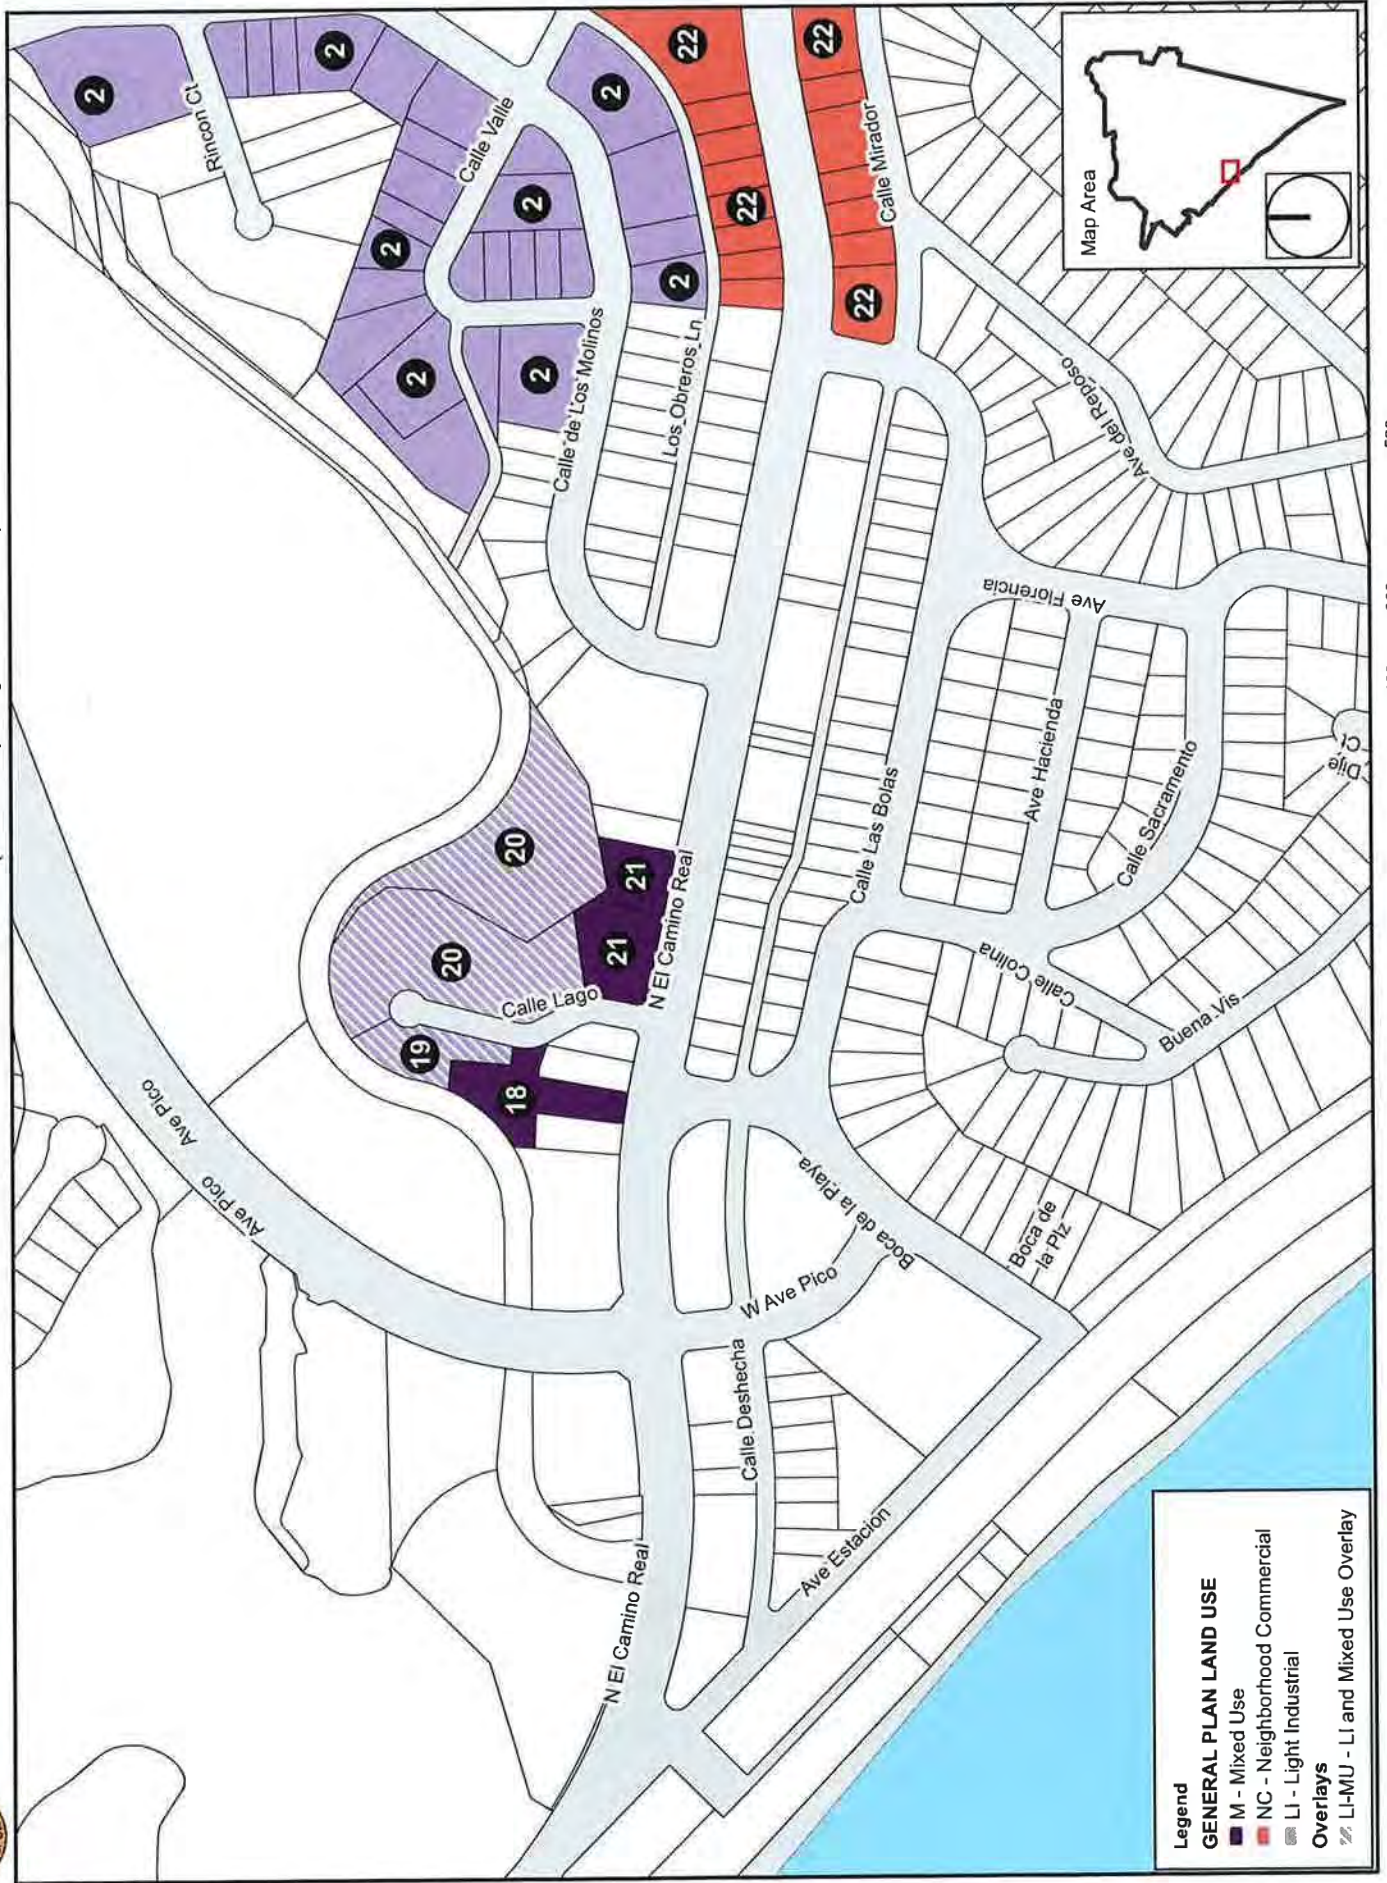 2
Rincon Ct
2
2
Calle Valle
2
2
2
2
Calle de Los Molinos
2
Los Obreros Ln
2
22
22
22
22
Calle Mirador
Ave del Reposo
Ave Florencia
Ave Hacienda
Calle Sacramento
Dije
Ct
Calle Las Bolas
Calle Colina
Buena Vis
20
20
21
21
N El Camino Real
Calle Lago
19
18
Ave Pico
Ave Pico
Boca de la Playa
Boca de
la Plz
W Ave Pico
Calle Deshecha
Ave Estacion
N El Camino Real
Map Area
Legend
GENERAL PLAN LAND USE
M - Mixed Use
NC - Neighborhood Commercial
LI - Light Industrial
Overlays
LI-MU - LI and Mixed Use Overlay